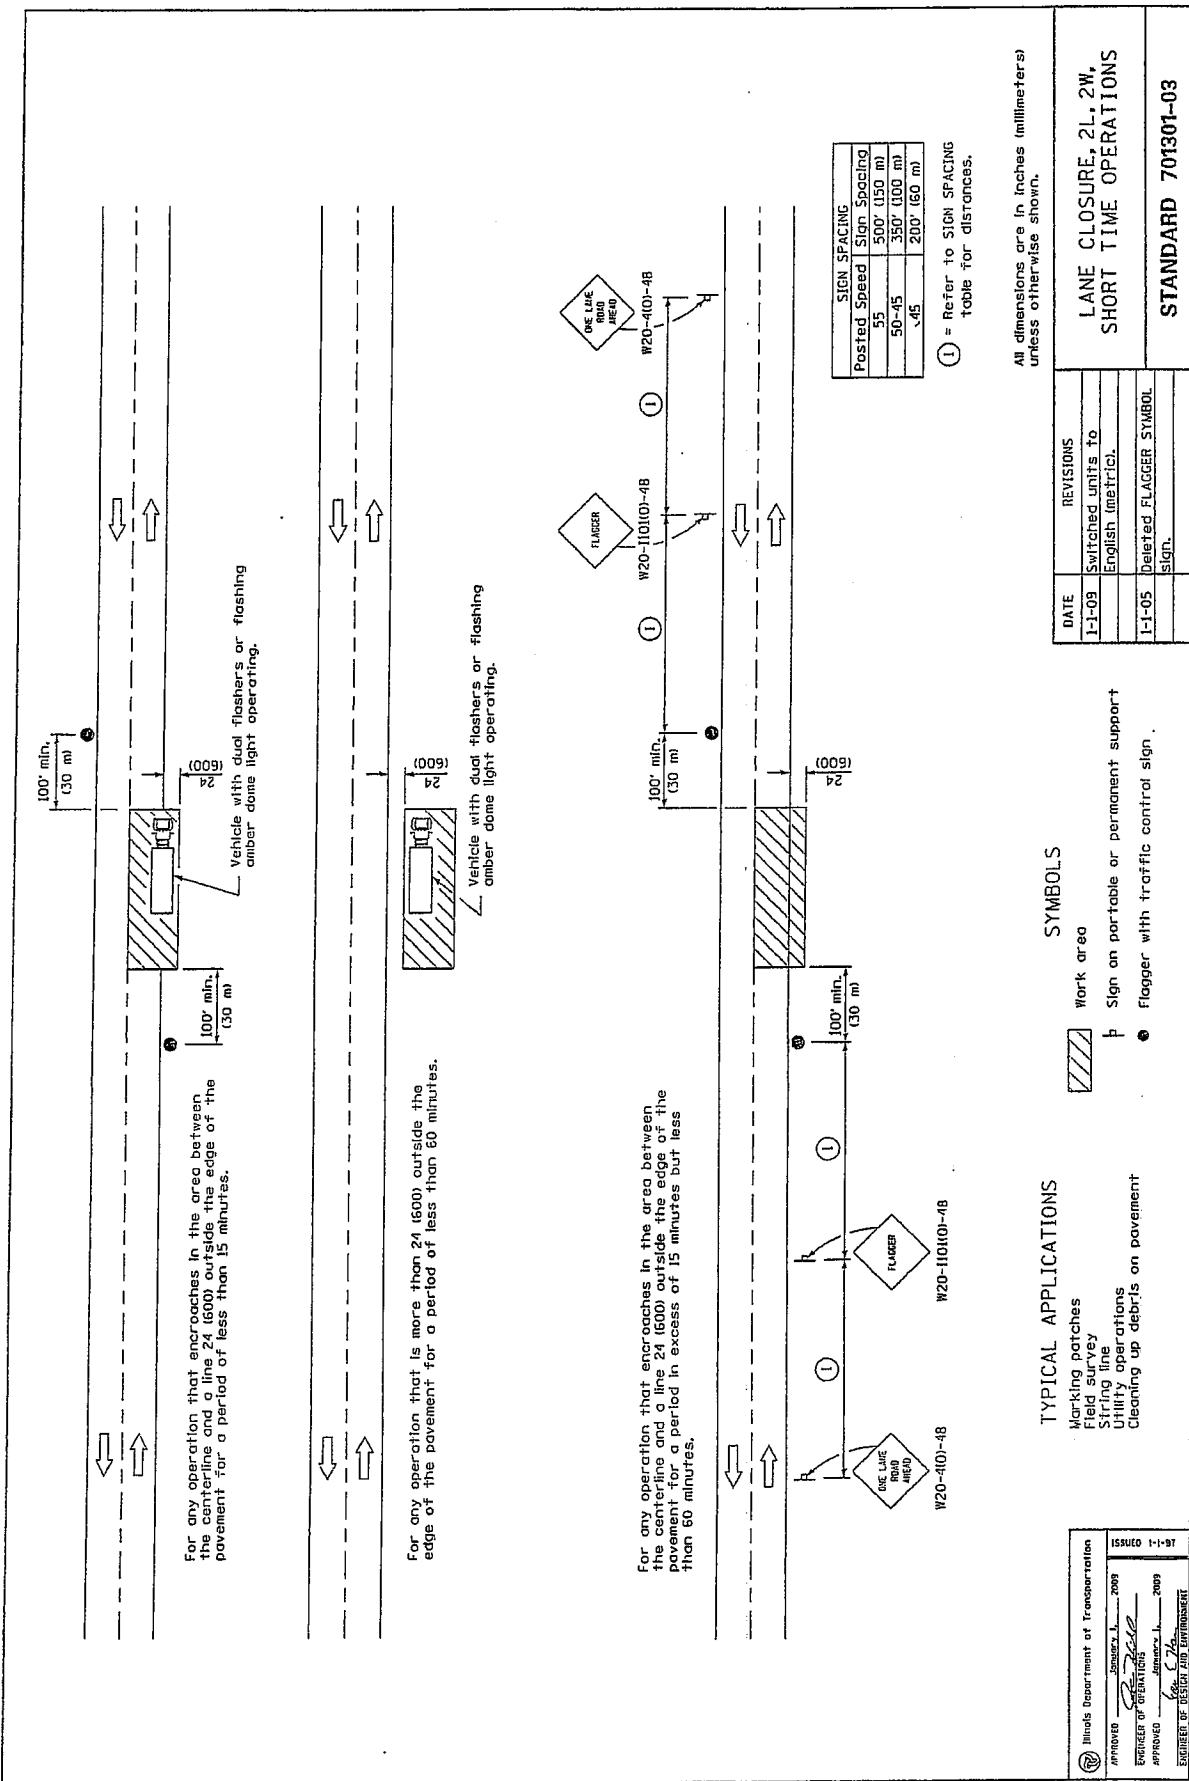 100' min.
(30 m)
24
(600)
Vehicle with dual flashers or flashing
amber dome light operating.
100' min.
(30 m)
For any operation that encroaches in the area between
the centerline and a line 24 (600) outside the edge of the
pavement for a period of less than 15 minutes.
24
(600)
Vehicle with dual flashers or flashing
amber dome light operating.
For any operation that is more than 24 (600) outside the
edge of the pavement for a period of less than 60 minutes.
ONE LANE
ROAD
AHEAD
W20-4(O)-48
FLAGGER
W20-I101(O)-48
1
1
100' min.
(30 m)
24
(600)
100' min.
(30 m)
For any operation that encroaches in the area between
the centerline and a line 24 (600) outside the edge of the
pavement for a period in excess of 15 minutes but less
than 60 minutes.
1
1
FLAGGER
W20-I101(O)-48
ONE LANE
ROAD
AHEAD
W20-4(O)-48
SIGN SPACING
Posted Speed Sign Spacing
55 500' (150 m)
50-45 350' (100 m)
45 200' (60 m)
1 = Refer to SIGN SPACING
table for distances.
All dimensions are in inches (millimeters)
unless otherwise shown.
TYPICAL APPLICATIONS
Marking patches
Field survey
String line
Utility operations
Cleaning up debris on pavement
SYMBOLS
Work area
Sign on portable or permanent support
Flagger with traffic control sign.
Illinois Department of Transportation
APPROVED January 1, 2009
ENGINEER OF OPERATIONS
APPROVED January 1, 2009
ENGINEER OF DESIGN AND ENVIRONMENT
ISSUED 1-1-97
DATE REVISIONS
1-1-09 Switched units to
English (metric).
1-1-05 Deleted FLAGGER SYMBOL
sign.
LANE CLOSURE, 2L, 2W,
SHORT TIME OPERATIONS
STANDARD 701301-03